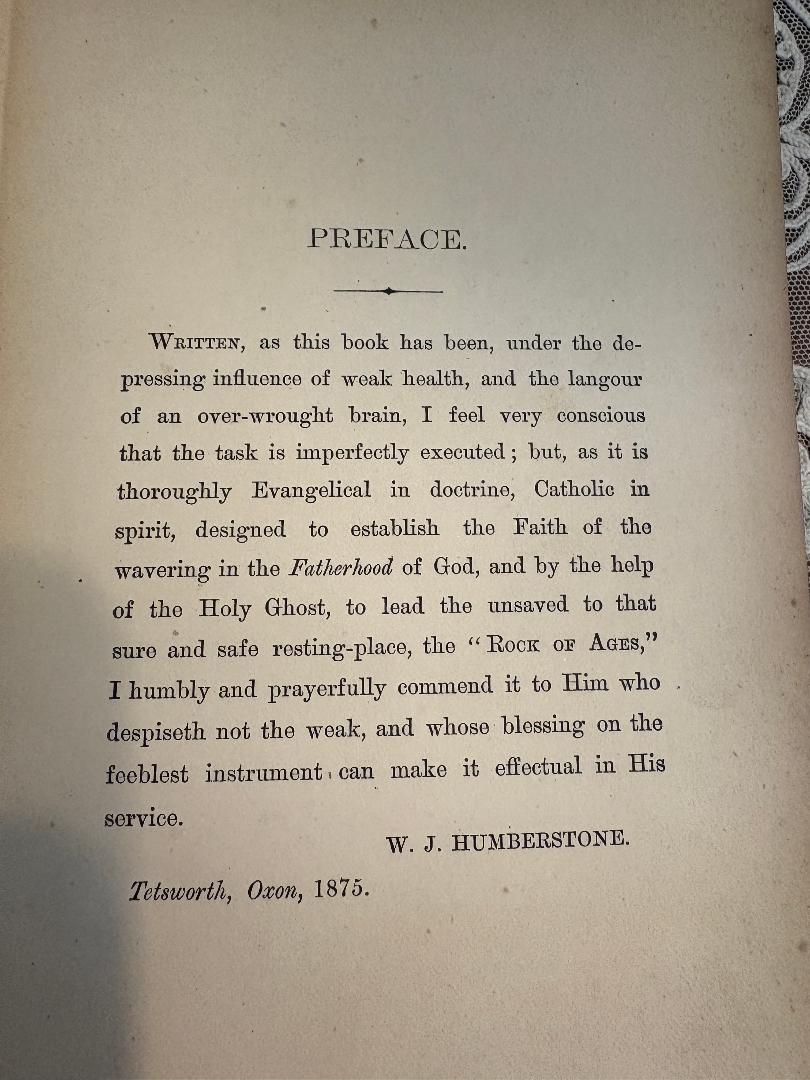 PREFACE.
WRITTEN, as this book has been, under the de-
pressing influence of weak health, and the langour
of an over-wrought brain, I feel very conscious
that the task is imperfectly executed; but, as it is
thoroughly Evangelical in doctrine, Catholic in
spirit, designed to establish the Faith of the
wavering in the Fatherhood of God, and by the help
of the Holy Ghost, to lead the unsaved to that
sure and safe resting-place, the “ROCK OF AGES,”
I humbly and prayerfully commend it to Him who
despiseth not the weak, and whose blessing on the
feeblest instrument can make it effectual in His
service.
W. J. HUMBERSTONE.
Tetsworth, Oxon, 1875.